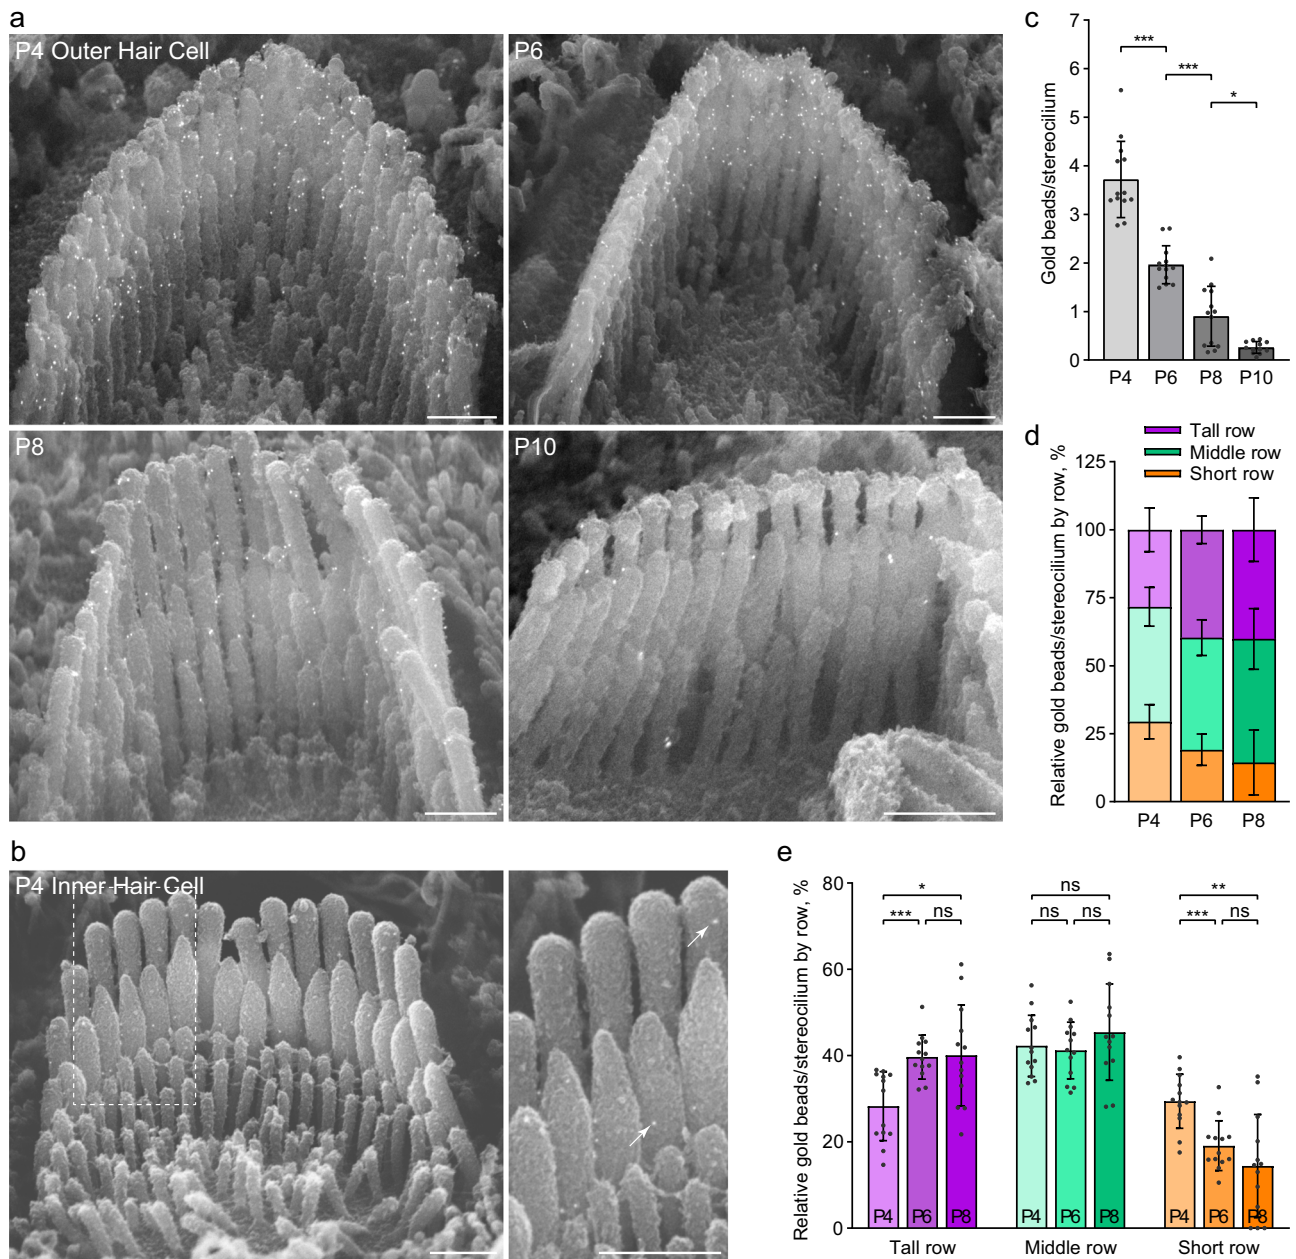 a
P4 Outer Hair Cell
P6
P8
P10
b
P4 Inner Hair Cell
c
Gold beads/stereocilium
7
6
5
4
3
2
1
0
***
***
*
P4 P6 P8 P10
d
Tall row
Middle row
Short row
Relative gold beads/stereocilium by row, %
125
100
75
50
25
0
P4 P6 P8
e
Relative gold beads/stereocilium by row, %
80
60
40
20
0
* ns **
*** ns ns ns *** ns
P4 P6 P8 P4 P6 P8 P4 P6 P8
Tall row Middle row Short row